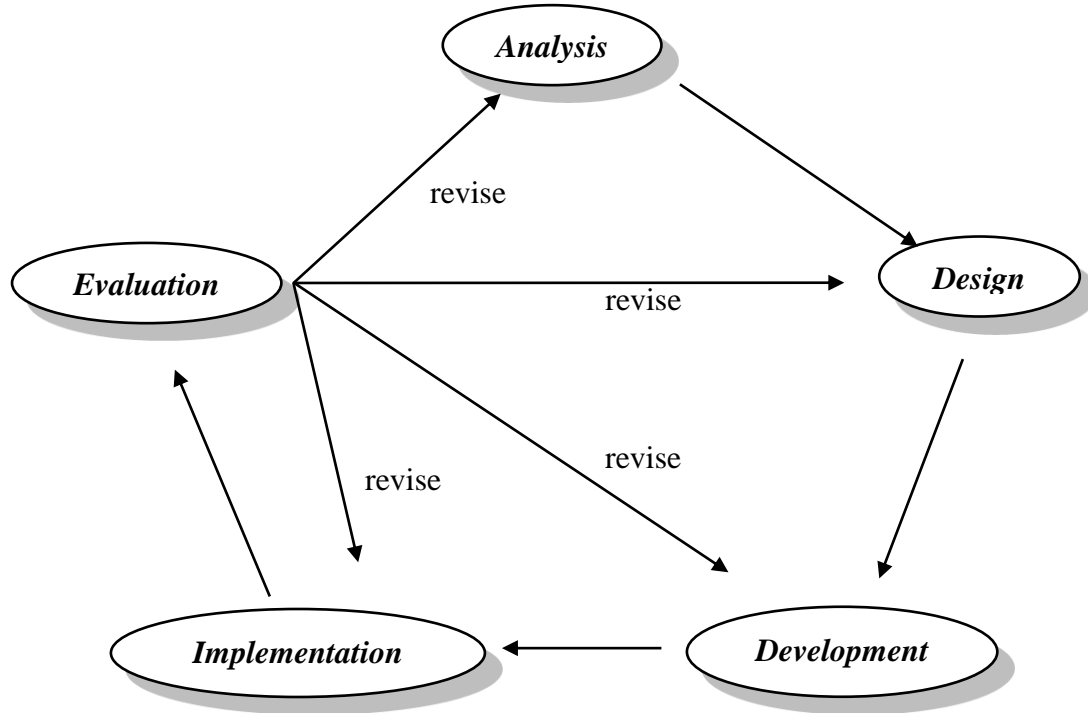 Analysis
revise
Evaluation
revise
Design
revise
revise
Implementation
Development